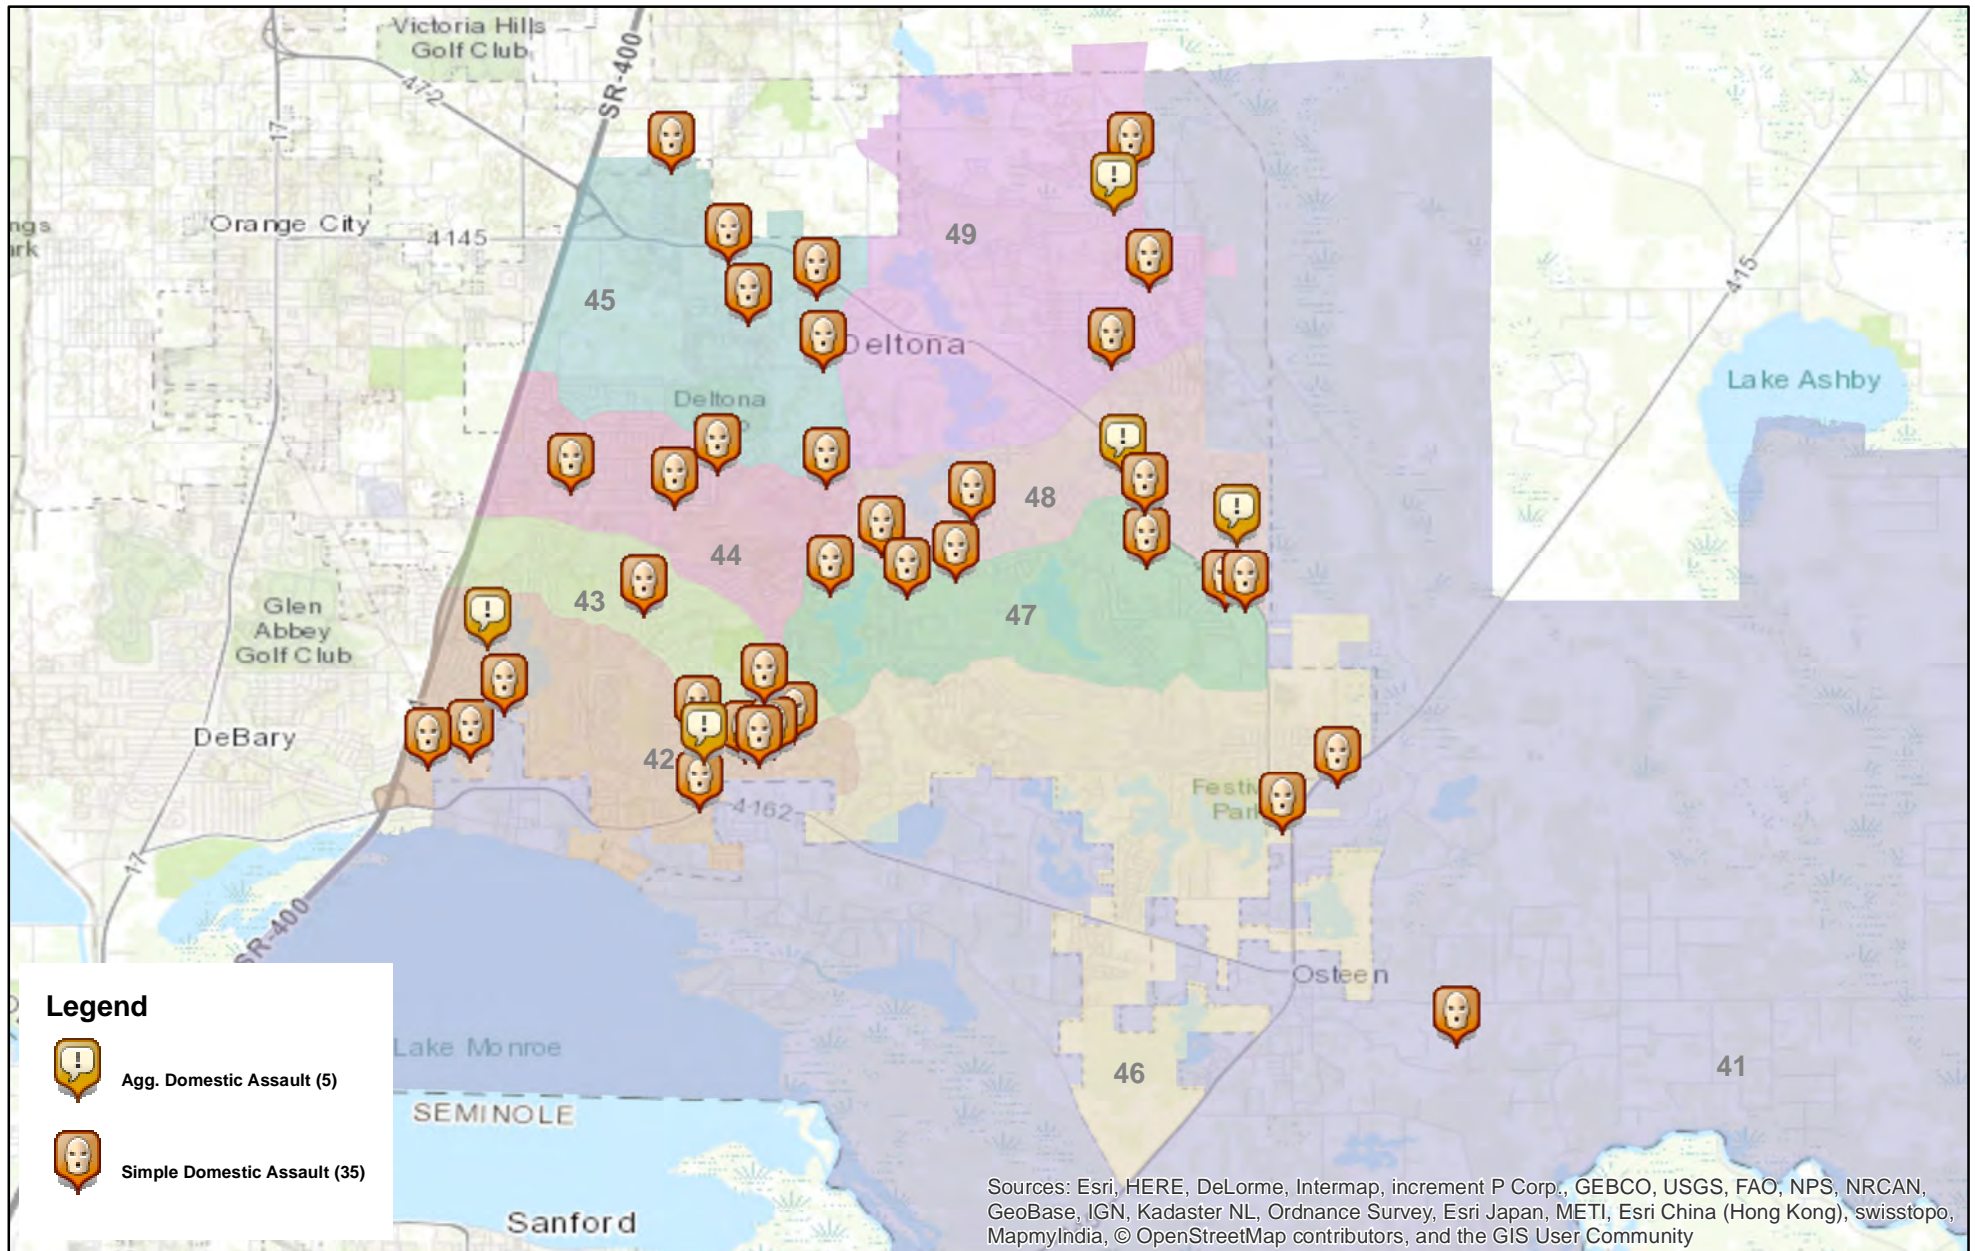 Victoria Hills
Golf Club
SR-400
47-2
17
Orange City
4145
49
45
415
Deltona
Lake Ashby
Deltona
48
44
43
47
Glen
Abbey
Golf Club
DeBary
42
4162
Festiv
Park
17
SR-400
Osteen
Legend
Agg. Domestic Assault (5)
Simple Domestic Assault (35)
Lake Monroe
46
41
SEMINOLE
Sanford
Sources: Esri, HERE, DeLorme, Intermap, increment P Corp., GEBCO, USGS, FAO, NPS, NRCAN,
GeoBase, IGN, Kadaster NL, Ordnance Survey, Esri Japan, METI, Esri China (Hong Kong), swisstopo,
MapmyIndia, © OpenStreetMap contributors, and the GIS User Community